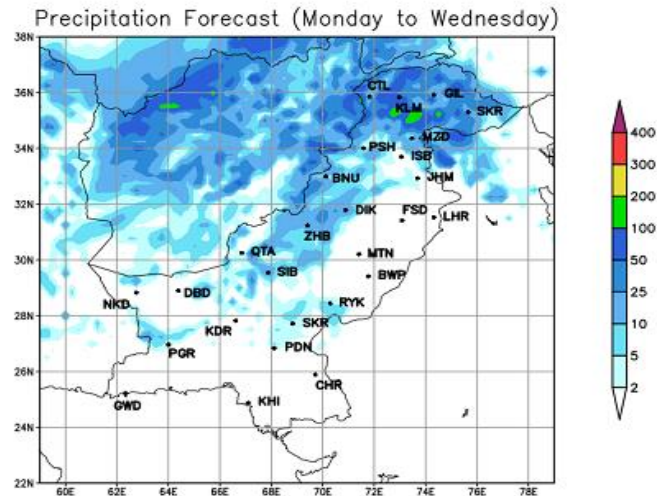 Precipitation Forecast (Monday to Wednesday)
38N
36N
34N
32N
30N
28N
26N
24N
22N
CTL
KLM
GIL
SKR
MZD
PSH
ISB
BNU
JHM
DIK
FSD
LHR
ZHB
QTA
MTN
SIB
BWP
NKD
DBD
RYK
KDR
SKR
PGR
PDN
CHR
GWD
KHI
60E
62E
64E
66E
68E
70E
72E
74E
76E
78E
400
300
200
100
50
25
10
5
2